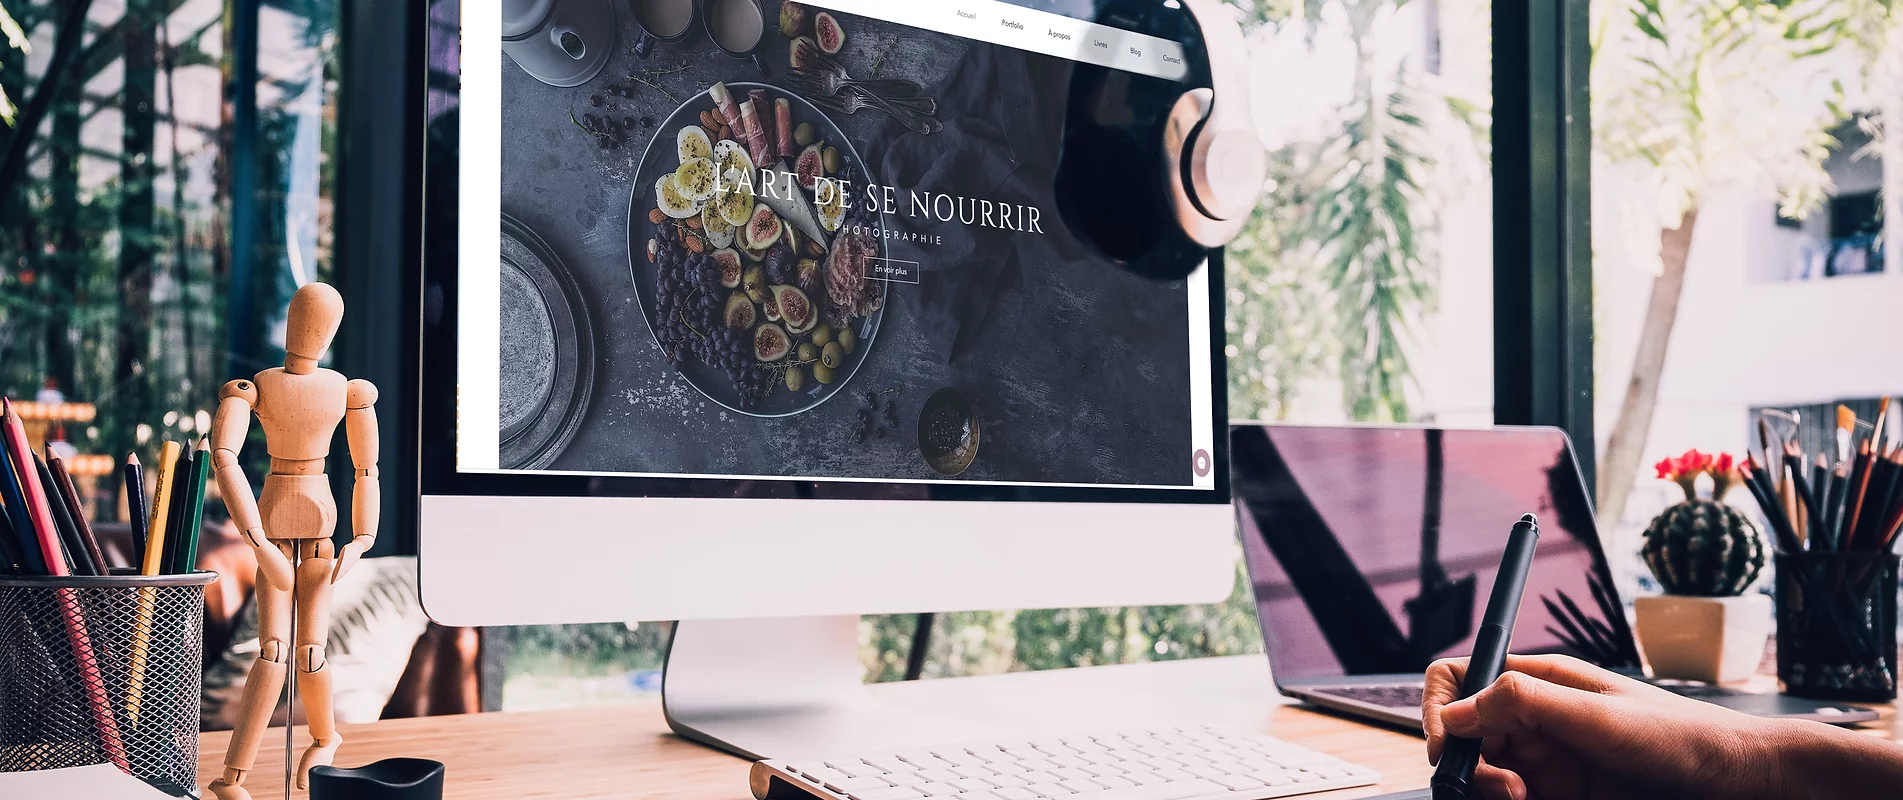 Accueil Portfolio À propos Livres Blog Contact
L'ART DE SE NOURRIR
PHOTOGRAPHIE
En voir plus